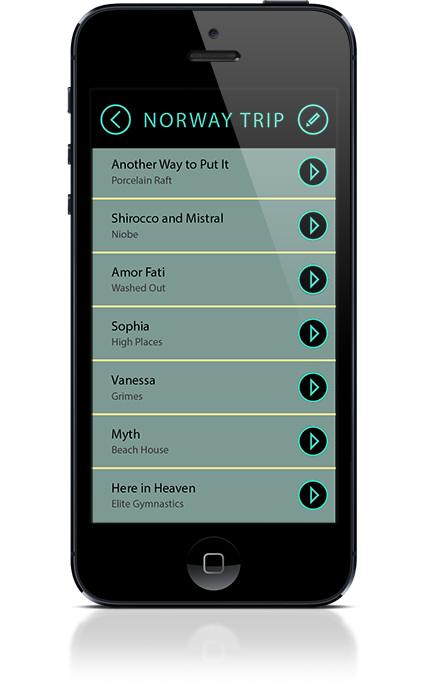 NORWAY TRIP
Another Way to Put It
Porcelain Raft
Shirocco and Mistral
Niobe
Amor Fati
Washed Out
Sophia
High Places
Vanessa
Grimes
Myth
Beach House
Here in Heaven
Elite Gymnastics